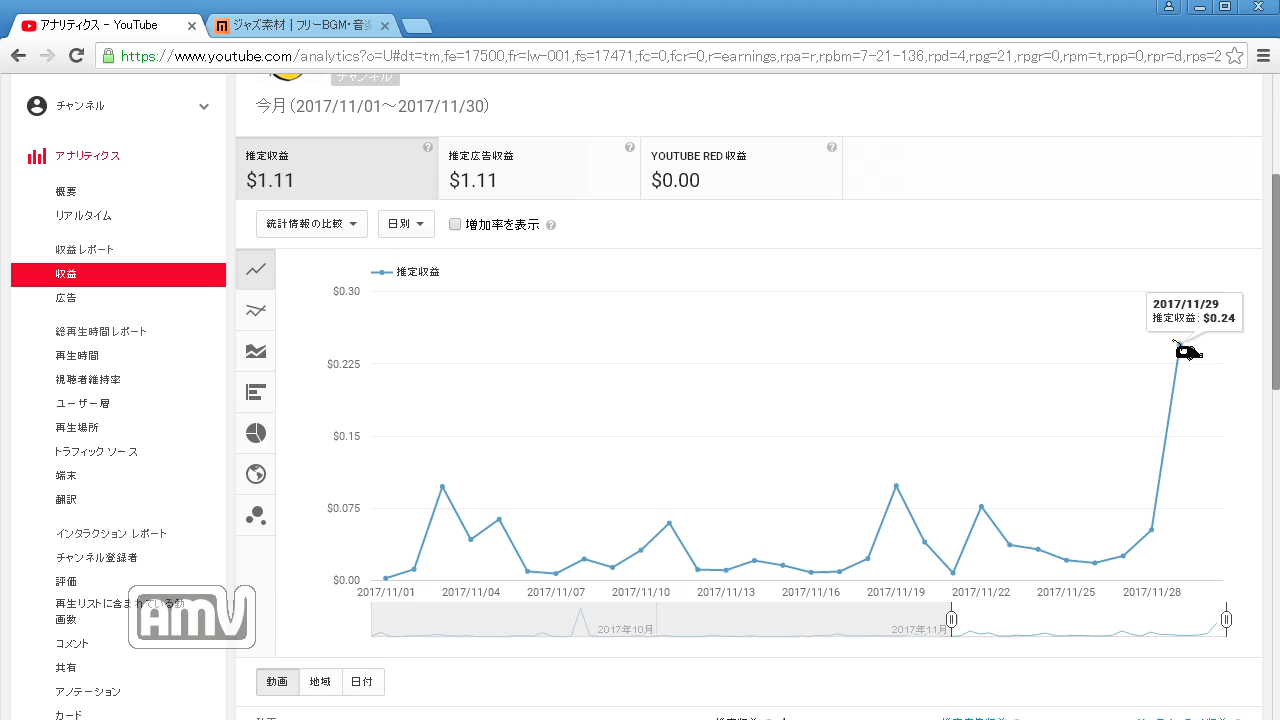 アナリティクス - YouTube
ジャズ素材 | フリーBGM・音
https://www.youtube.com/analytics?o=U#dt=tm,fe=17500,fr=lw-001,fs=17471,fc=0,fcr=0,r=earnings,rpa=r,rpbm=7-21-136,rpd=4,rpg=21,rpgr=0,rpm=t,rpp=0,rpr=d,rps=2
チャンネル
チャンネル
今月（2017/11/01～2017/11/30）
アナリティクス
概要
リアルタイム
収益レポート
収益
広告
総再生時間レポート
再生時間
視聴者維持率
ユーザー層
再生場所
トラフィック ソース
端末
翻訳
インタラクション レポート
チャンネル登録者
評価
再生リストに含まれている動
画数
コメント
共有
アノテーション
カード
推定収益
$1.11
推定広告収益
$1.11
YOUTUBE RED 収益
$0.00
統計情報の比較
日別
増加率を表示
推定収益
$0.30
$0.225
$0.15
$0.075
$0.00
2017/11/29
推定収益: $0.24
2017/11/01
2017/11/04
2017/11/07
2017/11/10
2017/11/13
2017/11/16
2017/11/19
2017/11/22
2017/11/25
2017/11/28
2017年10月
2017年11月
動画
地域
日付
AMV